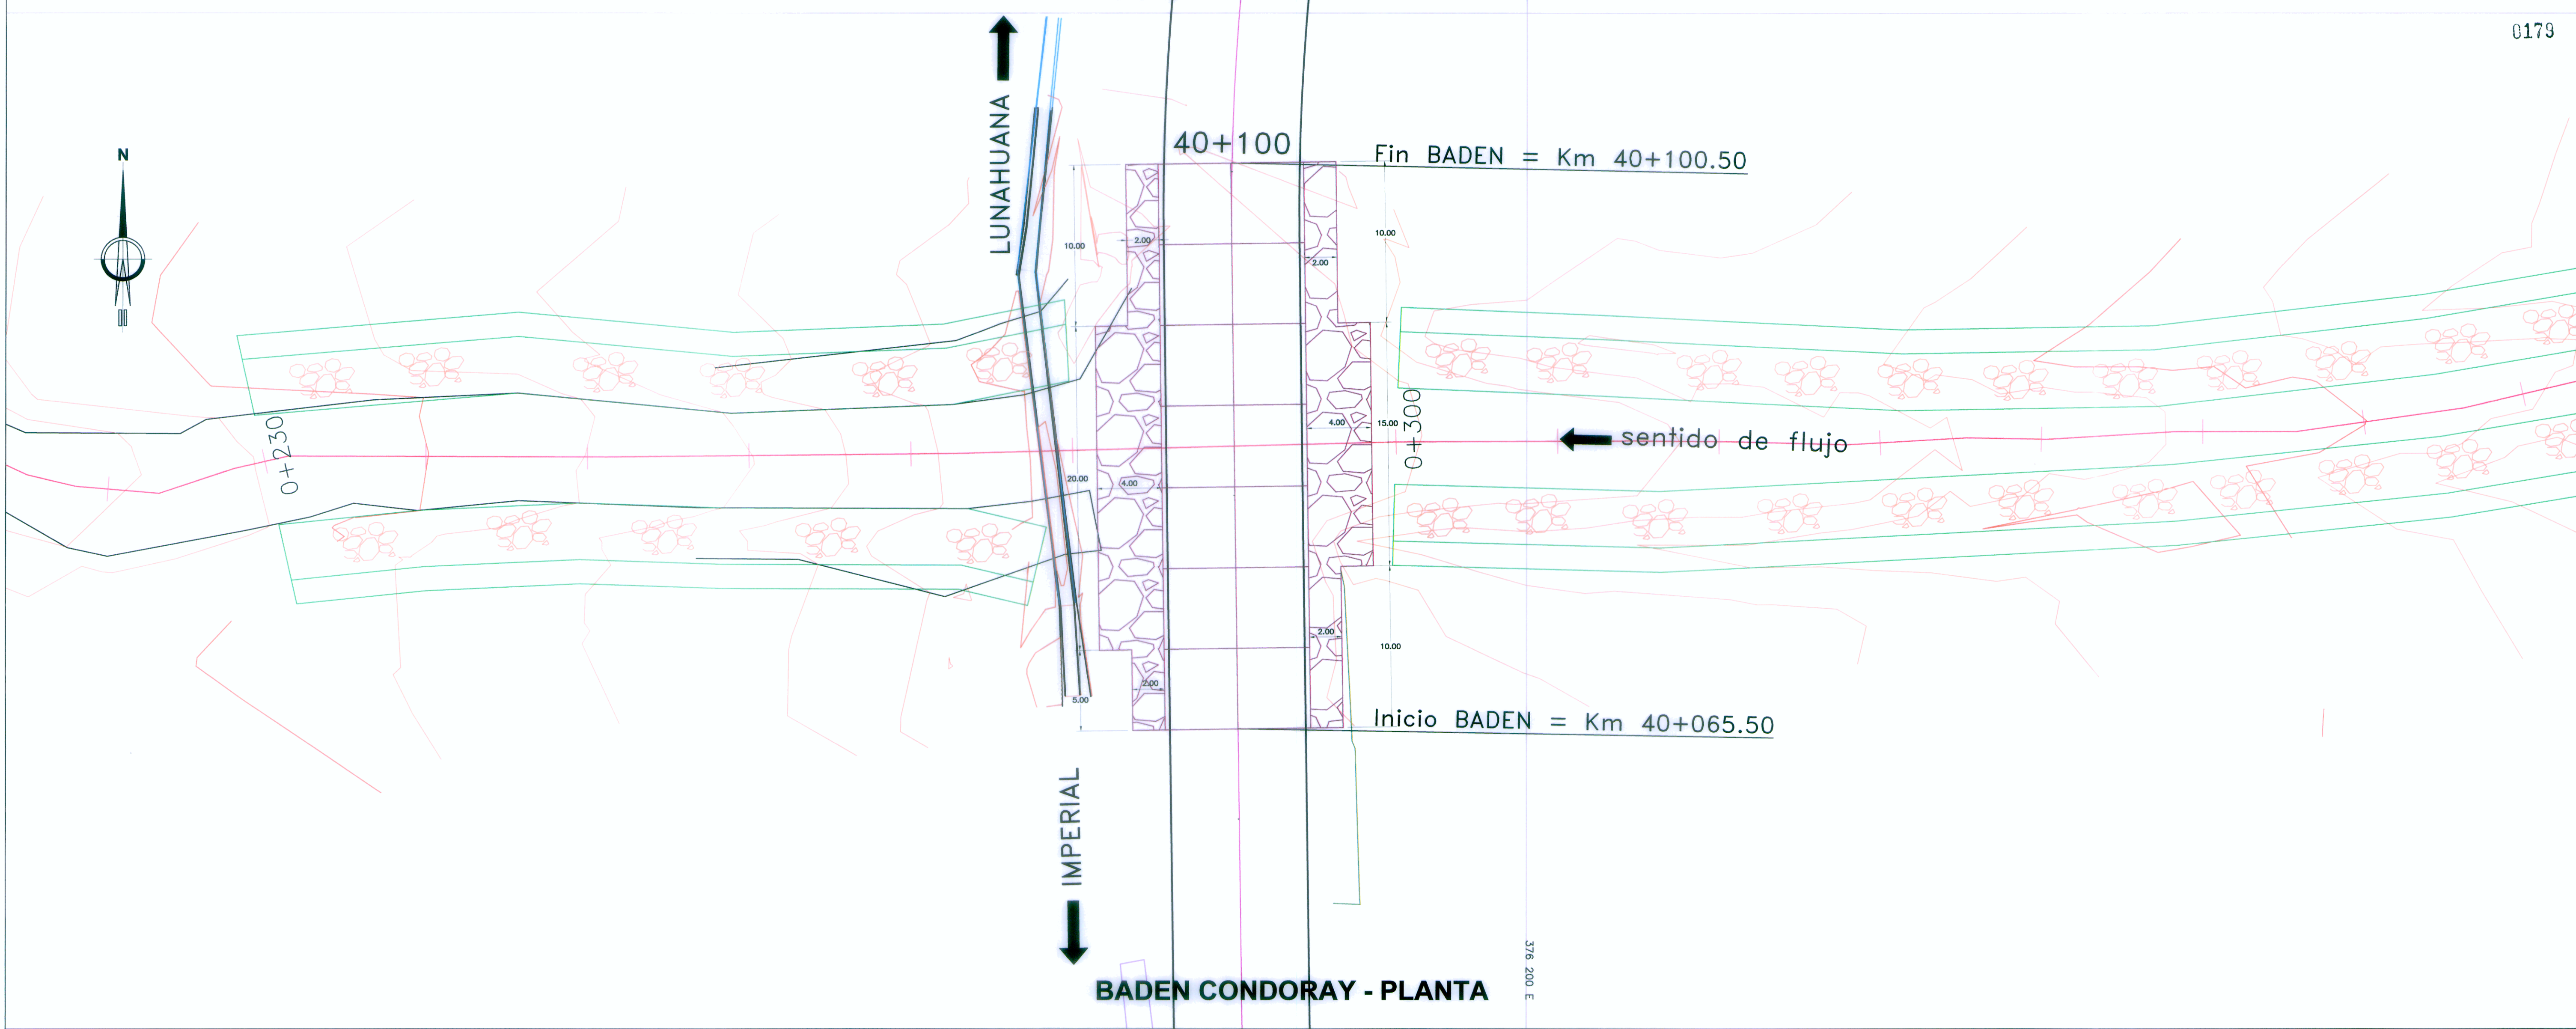 0179
N
LUNAHUANA
40+100
Fin BADEN = Km 40+100.50
10.00
2.00
10.00
2.00
0+230
0+300
4.00
15.00
sentido de flujo
20.00
4.00
2.00
10.00
2.00
5.00
Inicio BADEN = Km 40+065.50
IMPERIAL
376 200 E
BADEN CONDORAY - PLANTA